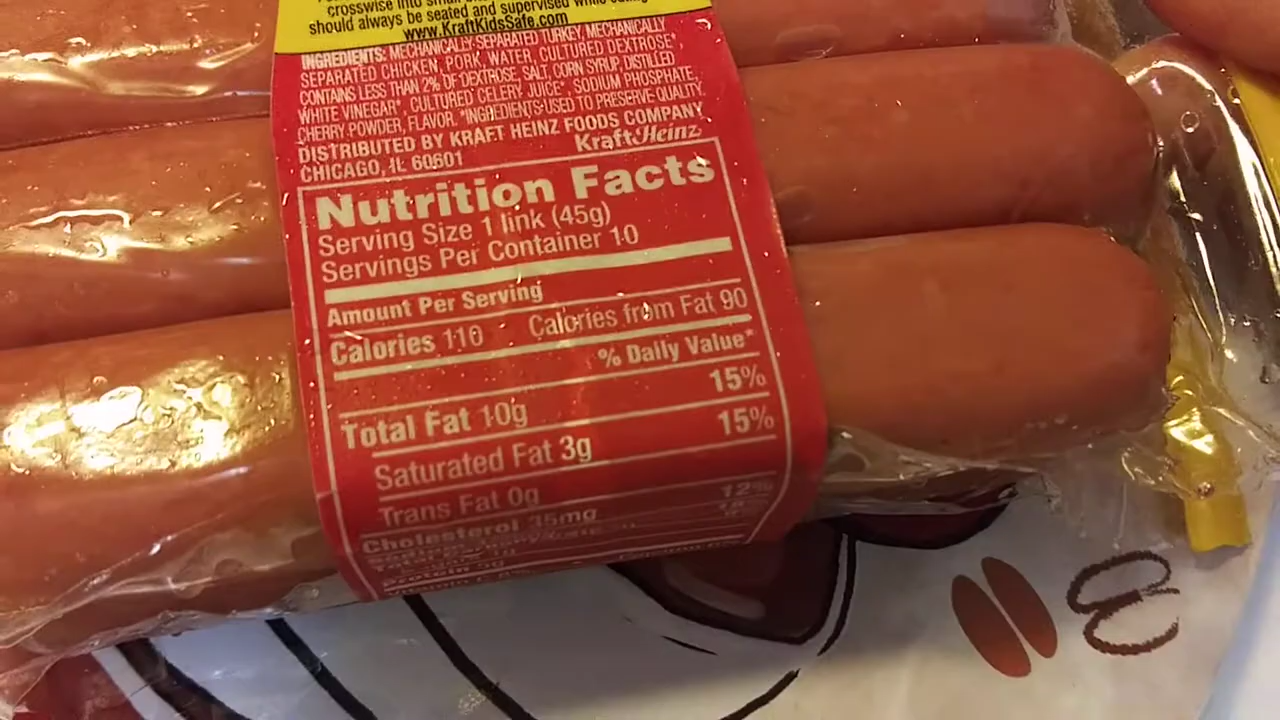 crosswise into small
should always be seated and supervised while eating
www.KraftKidsSafe.com
INGREDIENTS: MECHANICALLY SEPARATED TURKEY, MECHANICALLY
SEPARATED CHICKEN, PORK, WATER, CULTURED DEXTROSE*,
CONTAINS LESS THAN 2% OF DEXTROSE, SALT, CORN SYRUP, DISTILLED
WHITE VINEGAR*, CULTURED CELERY JUICE*, SODIUM PHOSPHATE,
CHERRY POWDER, FLAVOR. *INGREDIENTS USED TO PRESERVE QUALITY.
DISTRIBUTED BY KRAFT HEINZ FOODS COMPANY
CHICAGO, IL 60601
KraftHeinz
Nutrition Facts
Serving Size 1 link (45g)
Servings Per Container 10
Amount Per Serving
Calories 110 Calories from Fat 90
% Daily Value*
Total Fat 10g 15%
Saturated Fat 3g 15%
Trans Fat 0g
Cholesterol 35mg 12%
Protein 5g